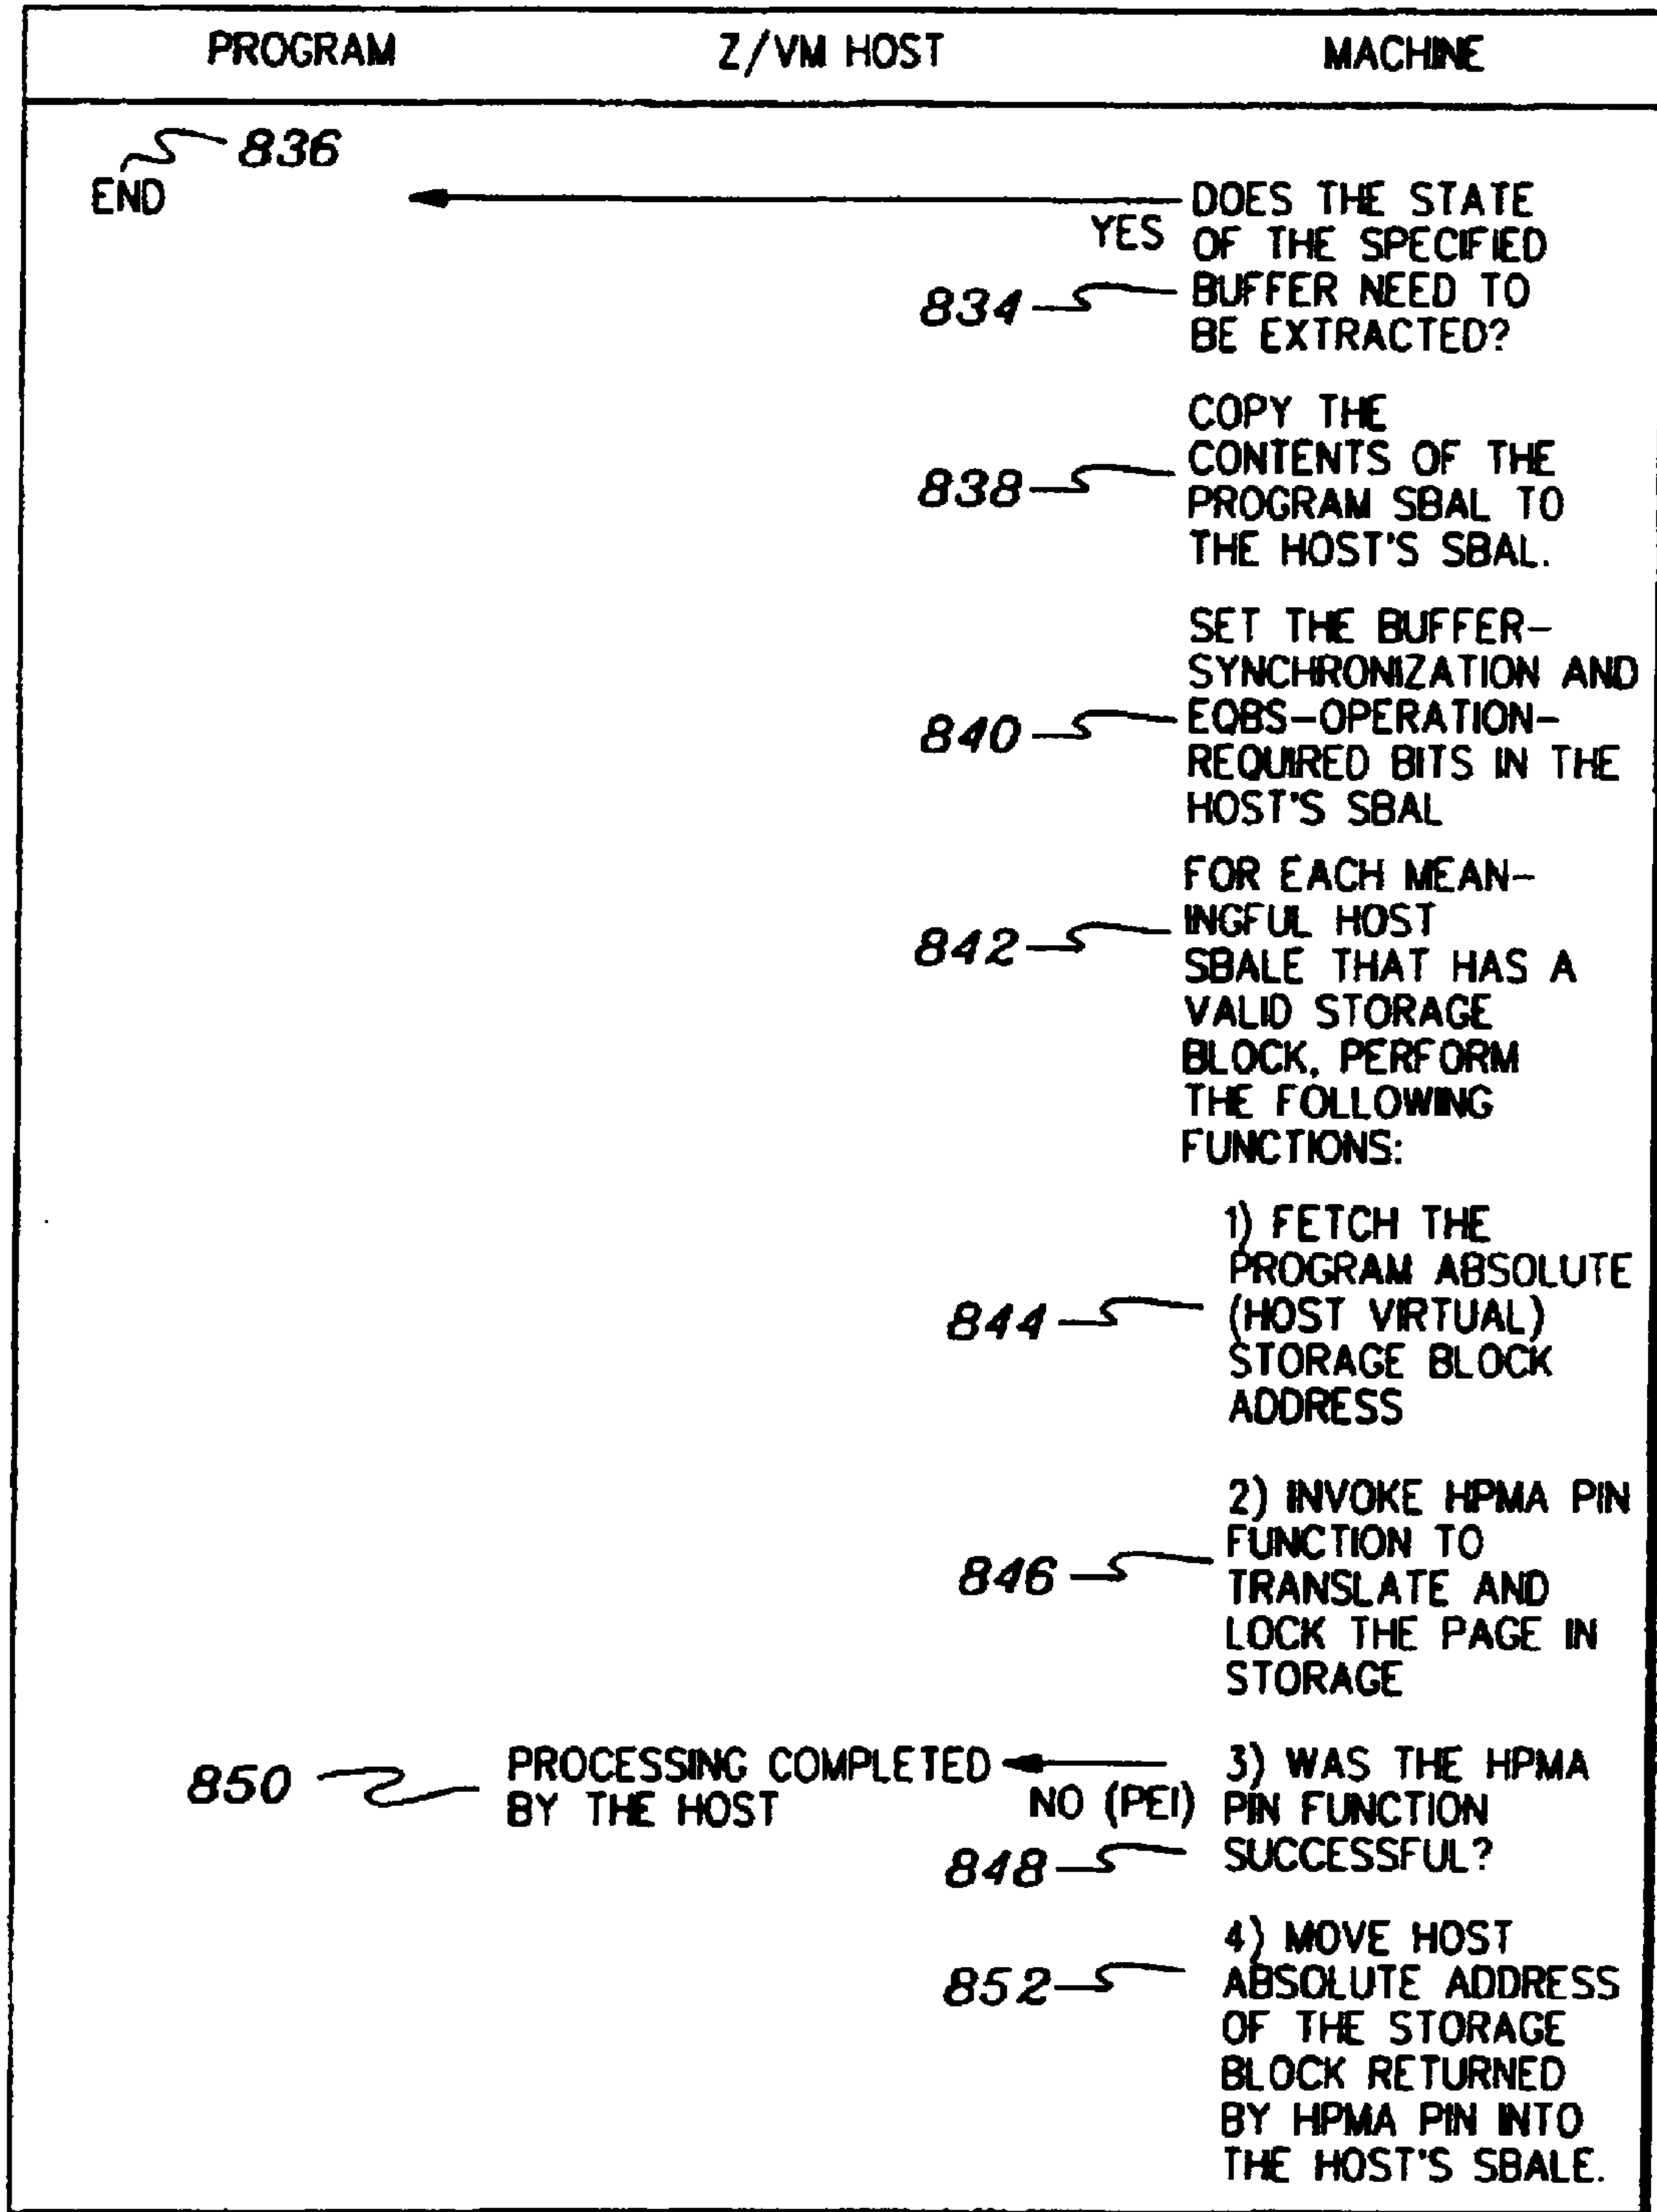 PROGRAM Z/VM HOST MACHINE
836
END
YES
DOES THE STATE
OF THE SPECIFIED
BUFFER NEED TO
BE EXTRACTED?
834
COPY THE
CONTENTS OF THE
PROGRAM SBAL TO
THE HOST'S SBAL.
838
SET THE BUFFER-
SYNCHRONIZATION AND
EQBS-OPERATION-
REQUIRED BITS IN THE
HOST'S SBAL
840
FOR EACH MEAN-
INGFUL HOST
SBALE THAT HAS A
VALID STORAGE
BLOCK, PERFORM
THE FOLLOWING
FUNCTIONS:
842
1) FETCH THE
PROGRAM ABSOLUTE
(HOST VIRTUAL)
STORAGE BLOCK
ADDRESS
844
2) INVOKE HPMA PIN
FUNCTION TO
TRANSLATE AND
LOCK THE PAGE IN
STORAGE
846
850
PROCESSING COMPLETED
BY THE HOST
NO (PEI)
3) WAS THE HPMA
PIN FUNCTION
SUCCESSFUL?
848
4) MOVE HOST
ABSOLUTE ADDRESS
OF THE STORAGE
BLOCK RETURNED
BY HPMA PIN INTO
THE HOST'S SBALE.
852